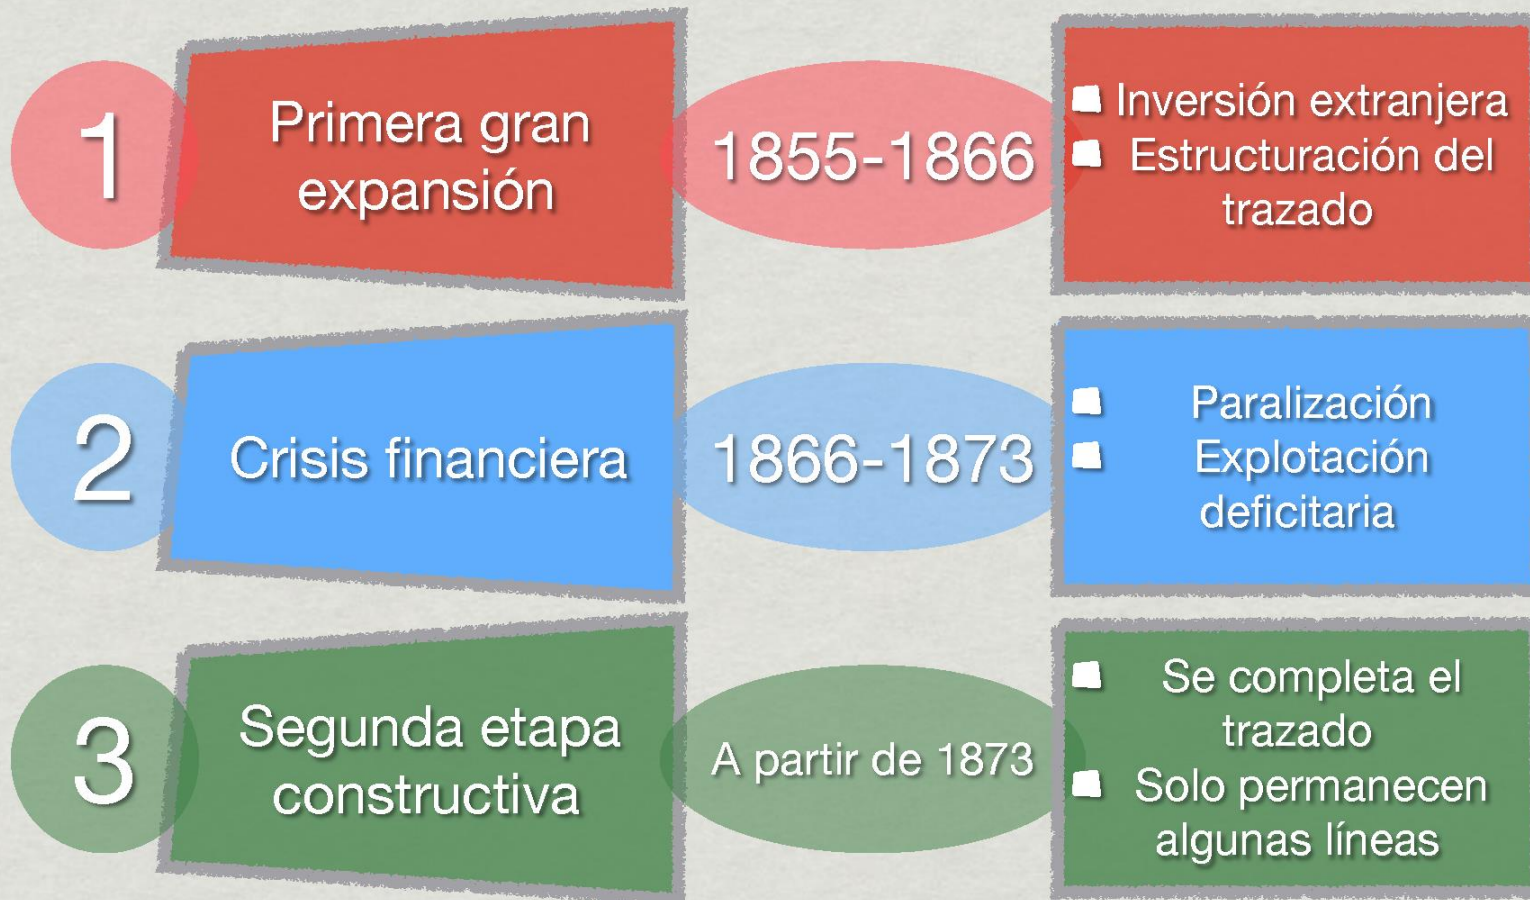 1
Primera gran
expansión
1855-1866
Inversión extranjera
Estructuración del
trazado
2
Crisis financiera
1866-1873
Paralización
Explotación
deficitaria
3
Segunda etapa
constructiva
A partir de 1873
Se completa el
trazado
Solo permanecen
algunas líneas